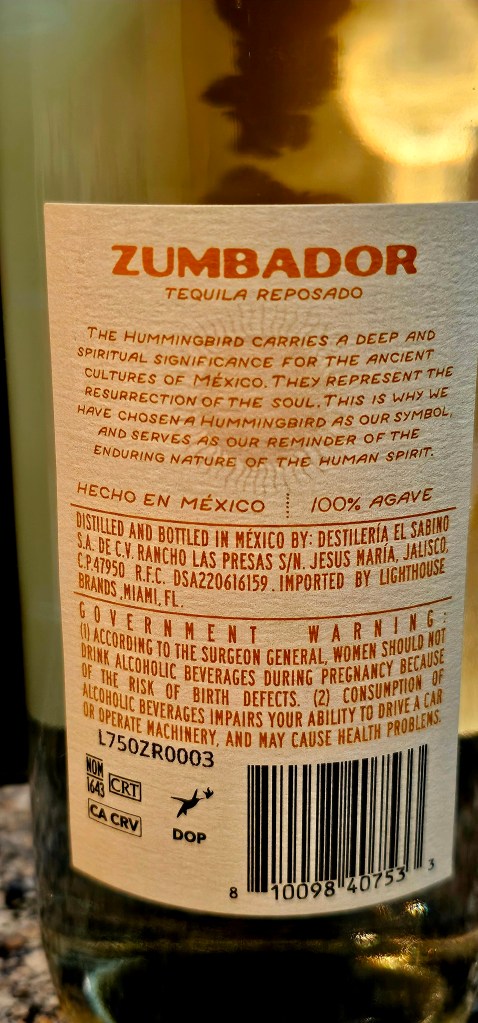 ZUMBADOR
TEQUILA REPOSADO
THE HUMMINGBIRD CARRIES A DEEP AND
SPIRITUAL SIGNIFICANCE FOR THE ANCIENT
CULTURES OF MÉXICO. THEY REPRESENT THE
RESURRECTION OF THE SOUL. THIS IS WHY WE
HAVE CHOSEN A HUMMINGBIRD AS OUR SYMBOL,
AND SERVES AS OUR REMINDER OF THE
ENDURING NATURE OF THE HUMAN SPIRIT.
HECHO EN MÉXICO 100% AGAVE
DISTILLED AND BOTTLED IN MÉXICO BY: DESTILERÍA EL SABINO
S.A. DE C.V. RANCHO LAS PRESAS S/N. JESUS MARÍA, JALISCO,
C.P.47950 R.F.C. DSA220616159. IMPORTED BY LIGHTHOUSE
BRANDS ,MIAMI, FL.
GOVERNMENT WARNING:
(1) ACCORDING TO THE SURGEON GENERAL, WOMEN SHOULD NOT
DRINK ALCOHOLIC BEVERAGES DURING PREGNANCY BECAUSE
OF THE RISK OF BIRTH DEFECTS. (2) CONSUMPTION OF
ALCOHOLIC BEVERAGES IMPAIRS YOUR ABILITY TO DRIVE A CAR
OR OPERATE MACHINERY, AND MAY CAUSE HEALTH PROBLEMS.
L750ZR0003
NOM
1643 CRT
CA CRV
DOP
8 10098 40753 3